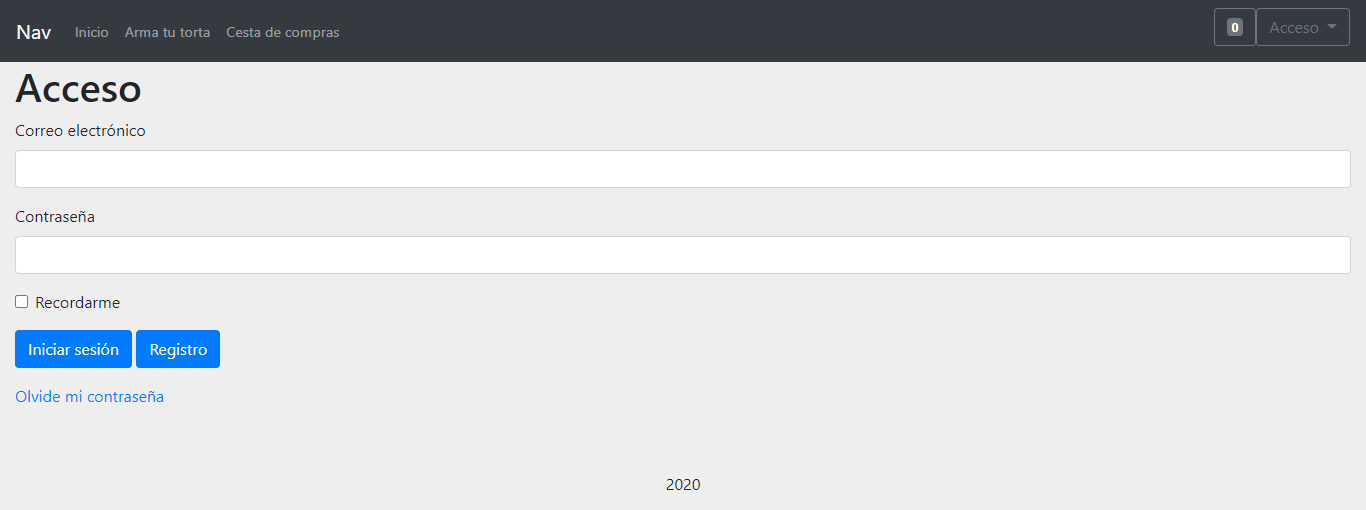 Nav Inicio Arma tu torta Cesta de compras 0 Acceso
Acceso
Correo electrónico
Contraseña
Recordarme
Iniciar sesión Registro
Olvide mi contraseña
2020